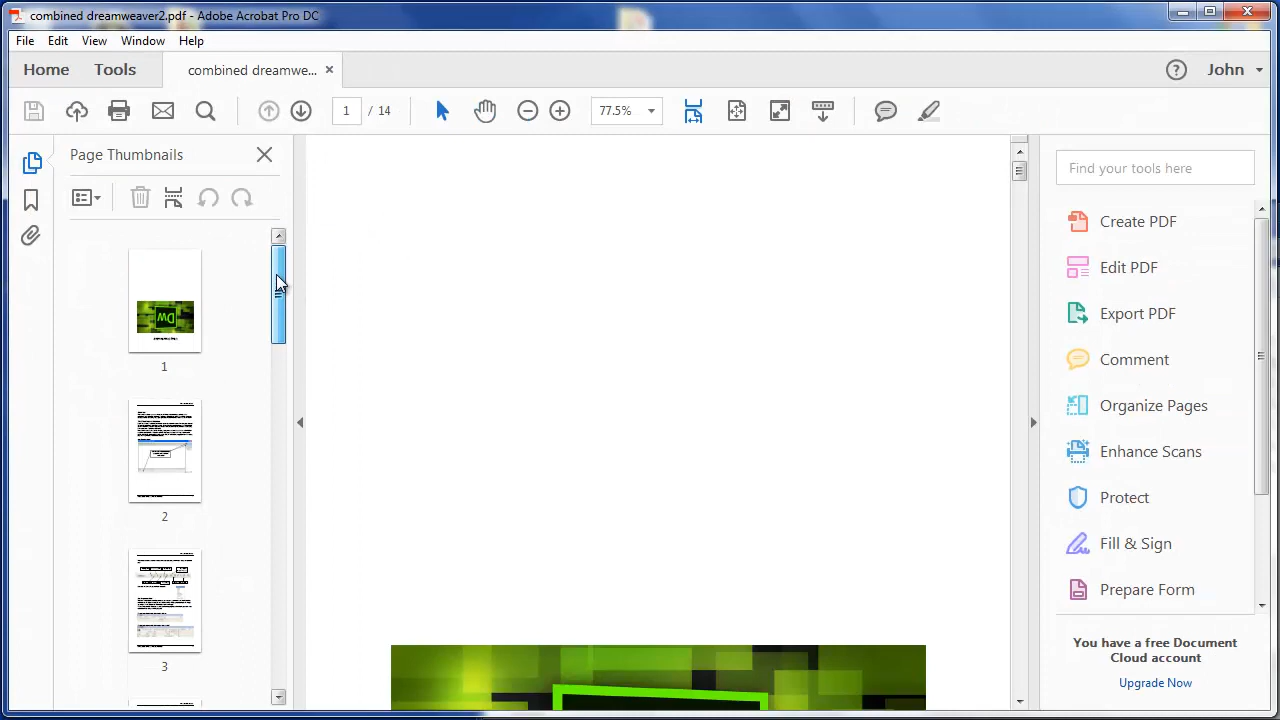 combined dreamweaver2.pdf - Adobe Acrobat Pro DC
File Edit View Window Help
Home Tools combined dreamwe... John
1 / 14 77.5%
Page Thumbnails
Find your tools here
1
2
3
Create PDF
Edit PDF
Export PDF
Comment
Organize Pages
Enhance Scans
Protect
Fill & Sign
Prepare Form
You have a free Document
Cloud account
Upgrade Now